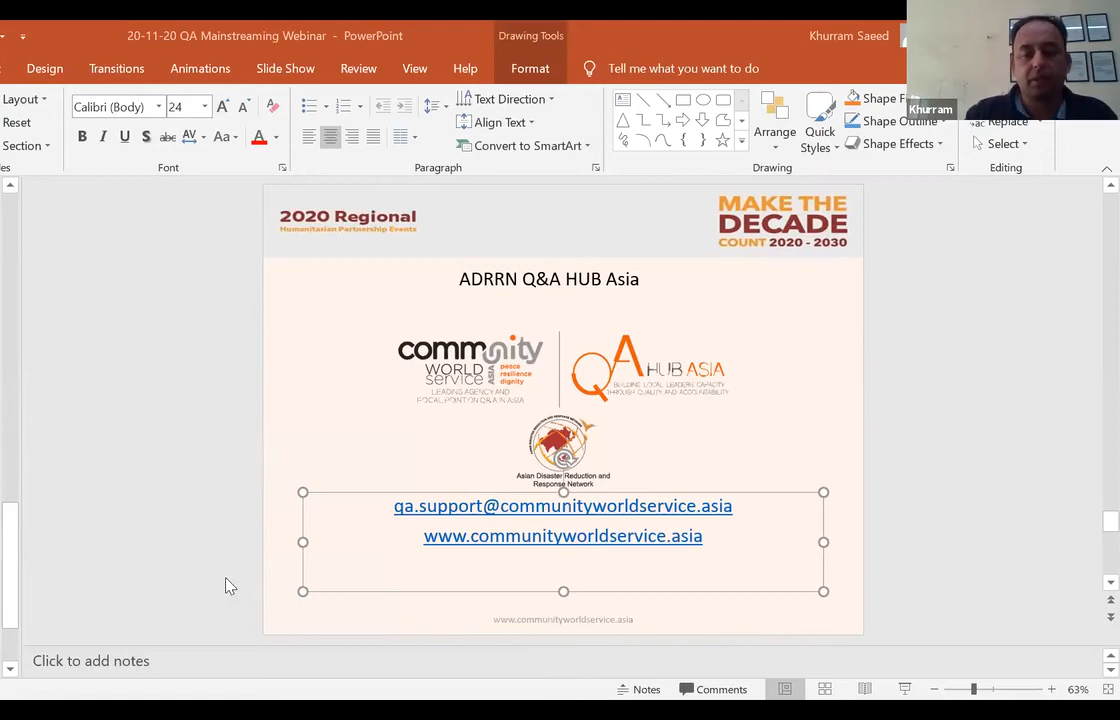 20-11-20 QA Mainstreaming Webinar - PowerPoint
Drawing Tools
Khurram Saeed
Design
Transitions
Animations
Slide Show
Review
View
Help
Format
Tell me what you want to do
Khurram
Layout
Reset
Section
Calibri (Body)
24
Text Direction
Align Text
Convert to SmartArt
Arrange
Quick
Styles
Shape
Shape Outline
Shape Effects
Replace
Select
Font
Paragraph
Drawing
Editing
2020 Regional
Humanitarian Partnership Events
MAKE THE
DECADE
COUNT 2020 - 2030
ADRRN Q&A HUB Asia
community
WORLD
service
ASIA
peace
resilience
dignity
LEADING AGENCY AND
FOCAL POINT ON Q&A IN ASIA
QA HUB ASIA
BUILDING LOCAL LEADERS CAPACITY
THROUGH QUALITY AND ACCOUNTABILITY
Asian Disaster Reduction and
Response Network
qa.support@communityworldservice.asia
www.communityworldservice.asia
www.communityworldservice.asia
Click to add notes
Notes
Comments
63%